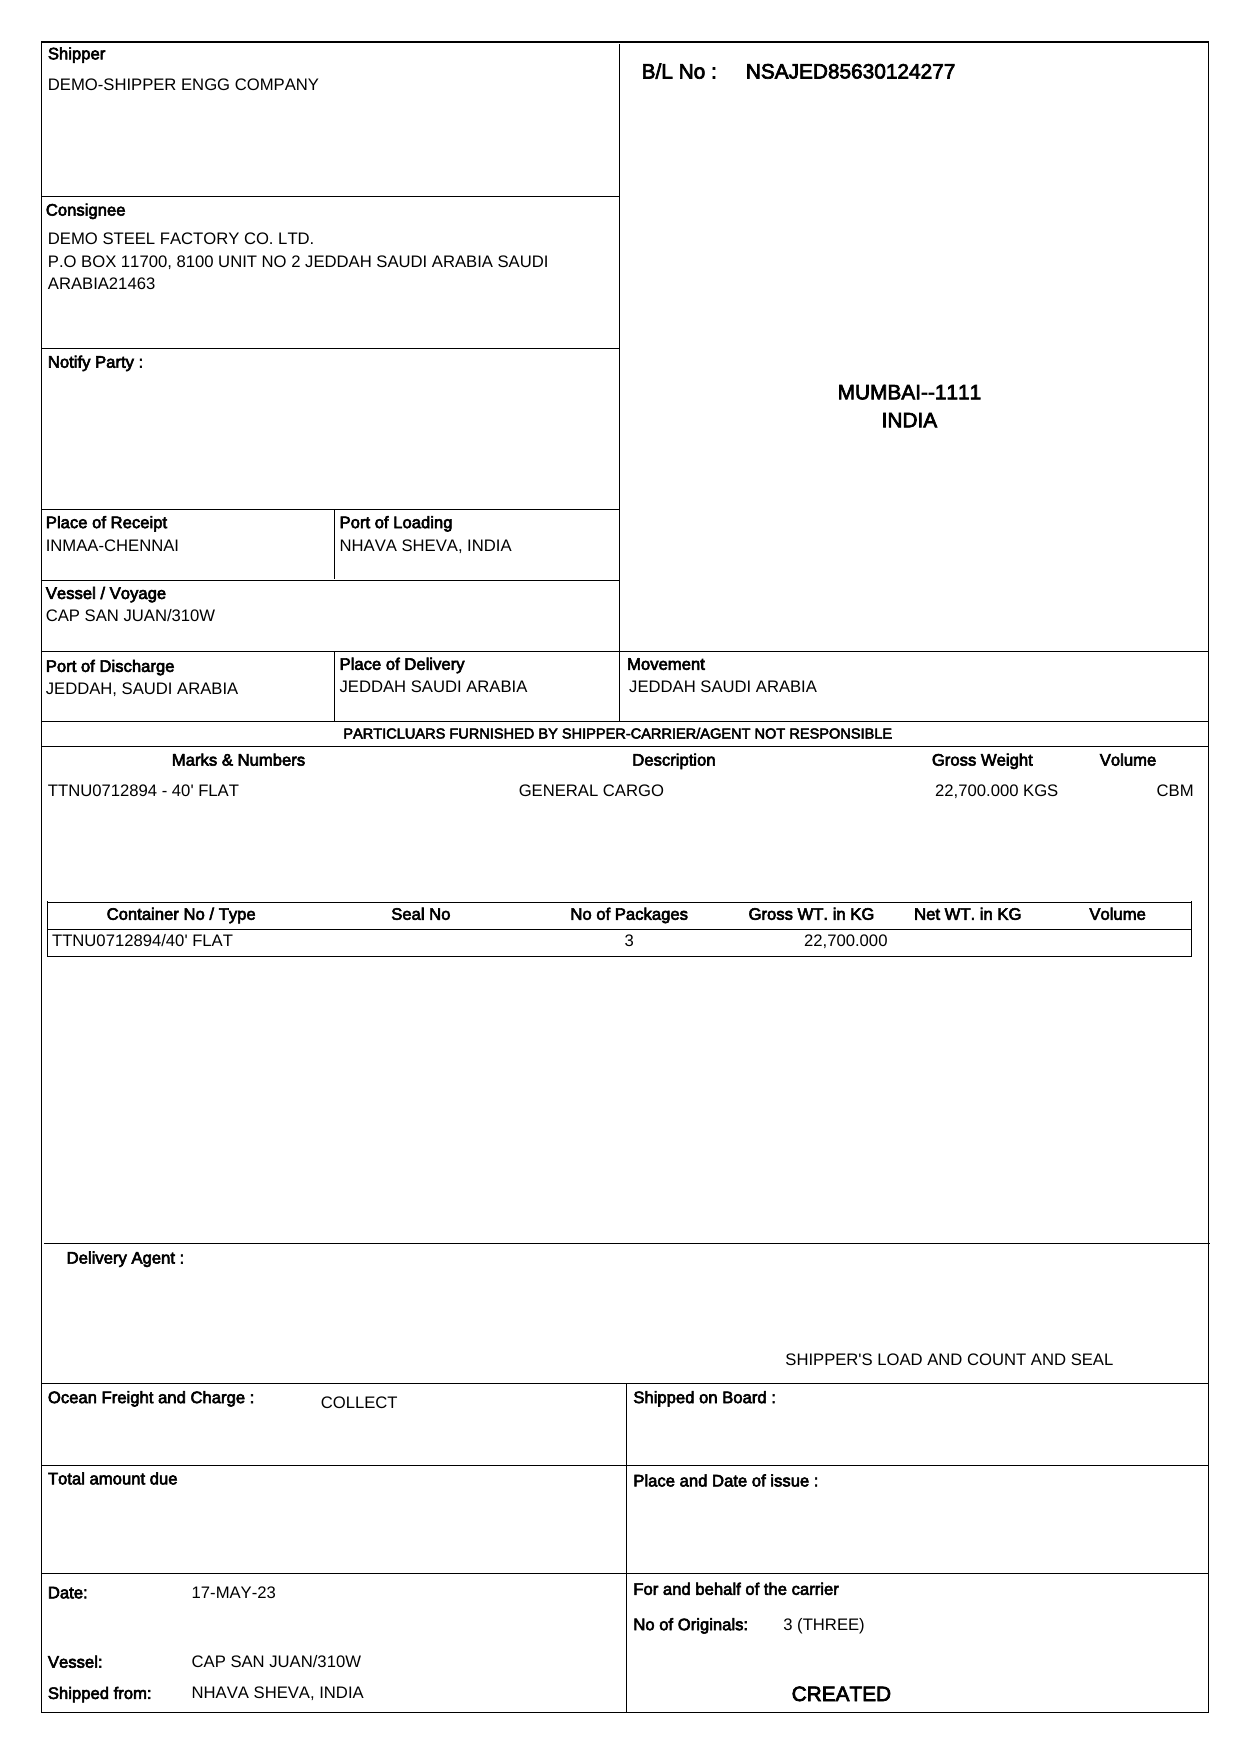 Shipper
DEMO-SHIPPER ENGG COMPANY
B/L No : NSAJED85630124277
Consignee
DEMO STEEL FACTORY CO. LTD.
P.O BOX 11700, 8100 UNIT NO 2 JEDDAH SAUDI ARABIA SAUDI
ARABIA21463
Notify Party :
MUMBAI--1111
INDIA
Place of Receipt Port of Loading
INMAA-CHENNAI NHAVA SHEVA, INDIA
Vessel / Voyage
CAP SAN JUAN/310W
Port of Discharge Place of Delivery Movement
JEDDAH, SAUDI ARABIA JEDDAH SAUDI ARABIA JEDDAH SAUDI ARABIA
PARTICLUARS FURNISHED BY SHIPPER-CARRIER/AGENT NOT RESPONSIBLE
Marks & Numbers Description Gross Weight Volume
TTNU0712894 - 40' FLAT GENERAL CARGO 22,700.000 KGS CBM
Container No / Type Seal No No of Packages Gross WT. in KG Net WT. in KG Volume
TTNU0712894/40' FLAT 3 22,700.000
Delivery Agent :
SHIPPER'S LOAD AND COUNT AND SEAL
Ocean Freight and Charge : COLLECT Shipped on Board :
Total amount due Place and Date of issue :
Date: 17-MAY-23 For and behalf of the carrier
No of Originals: 3 (THREE)
Vessel: CAP SAN JUAN/310W
Shipped from: NHAVA SHEVA, INDIA CREATED